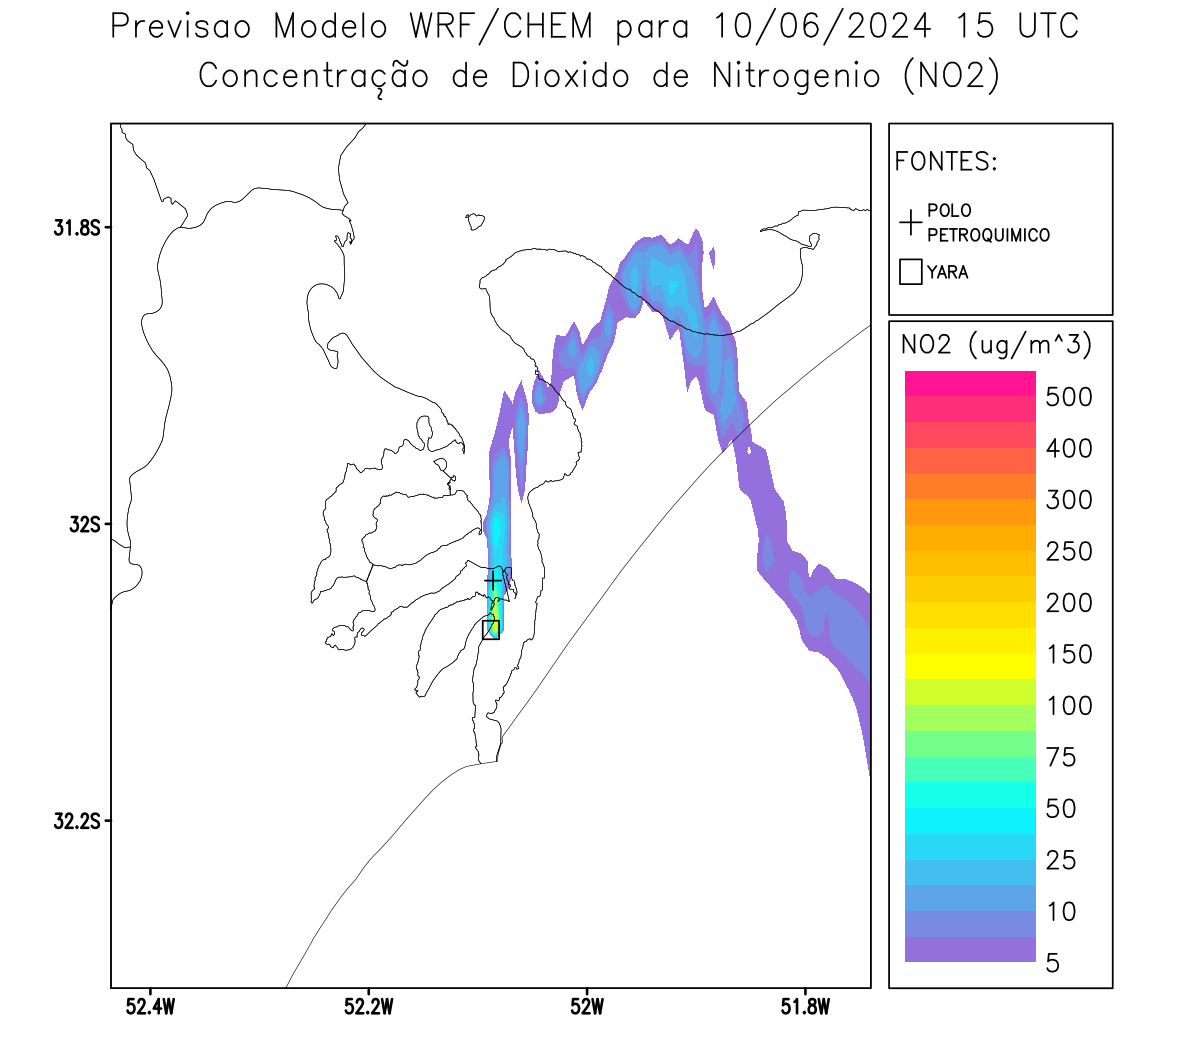 Previsao Modelo WRF/CHEM para 10/06/2024 15 UTC
Concentração de Dioxido de Nitrogenio (NO2)
FONTES:
POLO
PETROQUIMICO
YARA
NO2 (ug/m^3)
500
400
300
250
200
150
100
75
50
25
10
5
31.8S
32S
32.2S
52.4W
52.2W
52W
51.8W